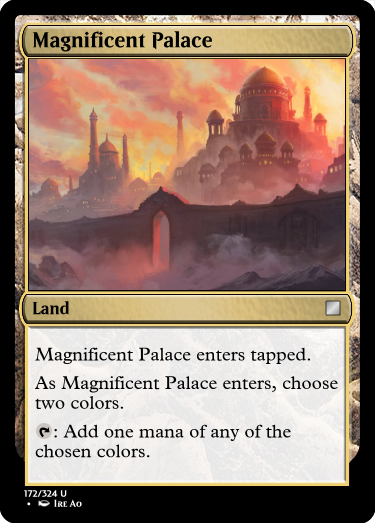 Magnificent Palace
Land
Magnificent Palace enters tapped.
As Magnificent Palace enters, choose
two colors.
: Add one mana of any of the
chosen colors.
172/324 U
• Ire Ao